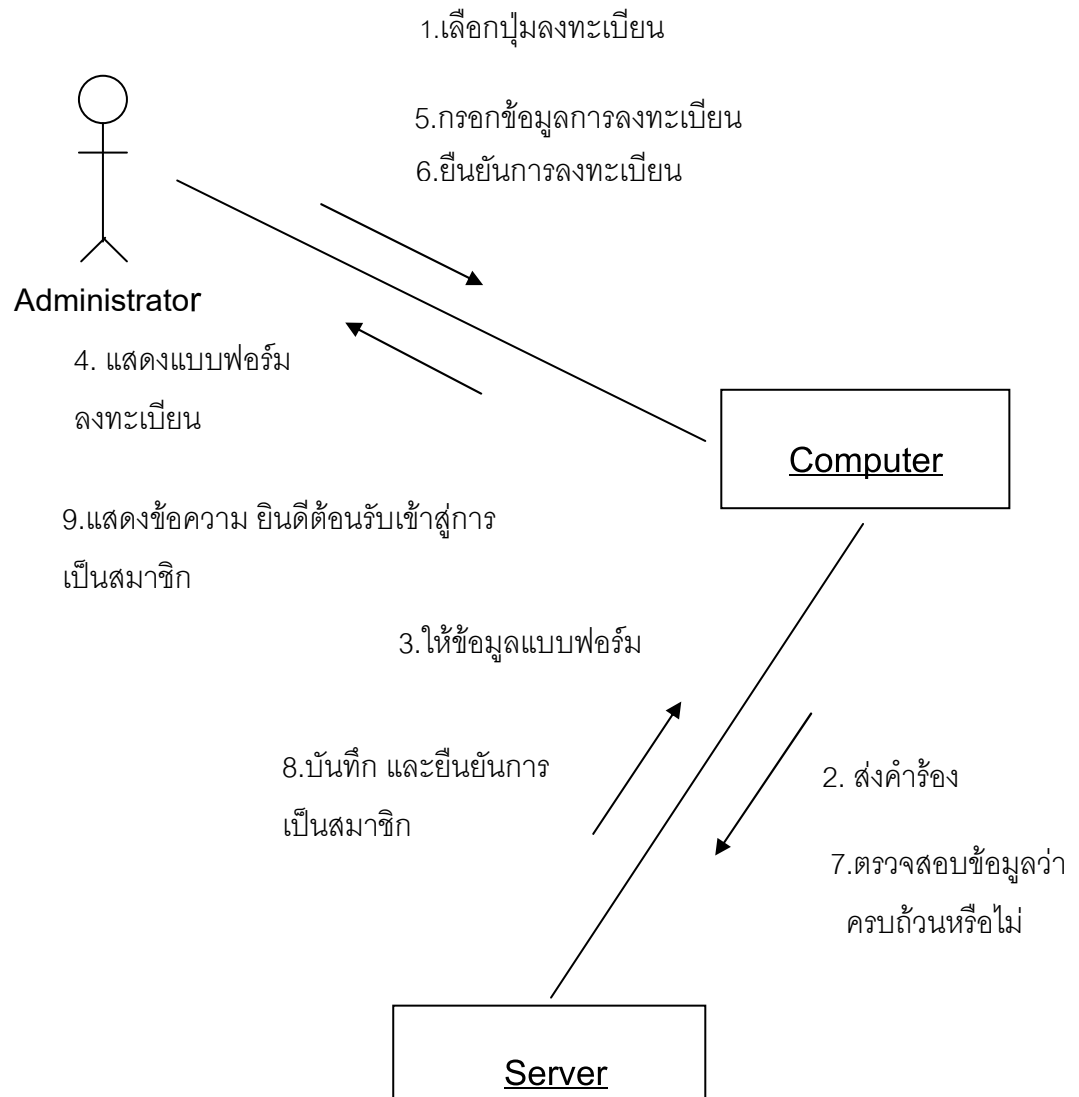 1.เลือกปุ่มลงทะเบียน
5.กรอกข้อมูลการลงทะเบียน
6.ยืนยันการลงทะเบียน
Administrator
4. แสดงแบบฟอร์ม
ลงทะเบียน
Computer
9.แสดงข้อความ ยินดีต้อนรับเข้าสู่การ
เป็นสมาชิก
3.ให้ข้อมูลแบบฟอร์ม
8.บันทึก และยืนยันการ
เป็นสมาชิก
2. ส่งคำร้อง
7.ตรวจสอบข้อมูลว่า
ครบถ้วนหรือไม่
Server